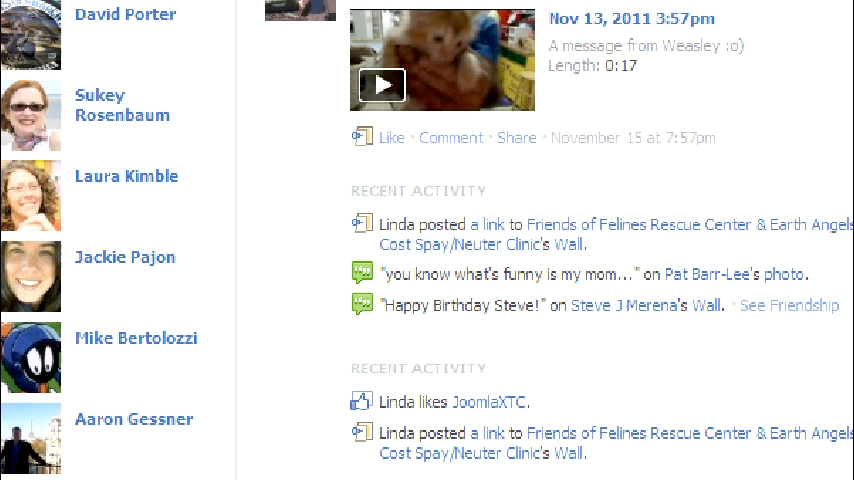 David Porter
Sukey
Rosenbaum
Laura Kimble
Jackie Pajon
Mike Bertolozzi
Aaron Gessner
Nov 13, 2011 3:57pm
A message from Weasley :o)
Length: 0:17
Like · Comment · Share · November 15 at 7:57pm
RECENT ACTIVITY
Linda posted a link to Friends of Felines Rescue Center & Earth Angels
Cost Spay/Neuter Clinic's Wall.
"you know what's funny is my mom..." on Pat Barr-Lee's photo.
"Happy Birthday Steve!" on Steve J Merena's Wall. · See Friendship
RECENT ACTIVITY
Linda likes JoomlaXTC.
Linda posted a link to Friends of Felines Rescue Center & Earth Angels
Cost Spay/Neuter Clinic's Wall.